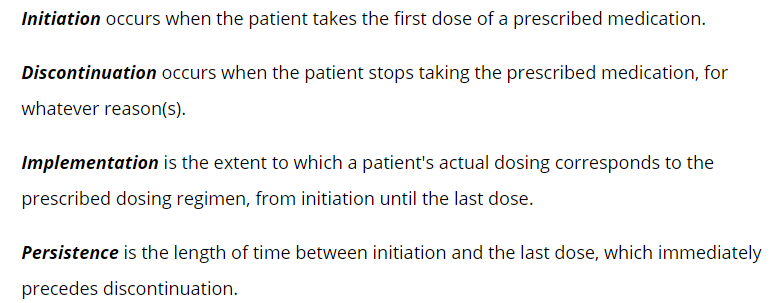 Initiation occurs when the patient takes the first dose of a prescribed medication.
Discontinuation occurs when the patient stops taking the prescribed medication, for
whatever reason(s).
Implementation is the extent to which a patient's actual dosing corresponds to the
prescribed dosing regimen, from initiation until the last dose.
Persistence is the length of time between initiation and the last dose, which immediately
precedes discontinuation.